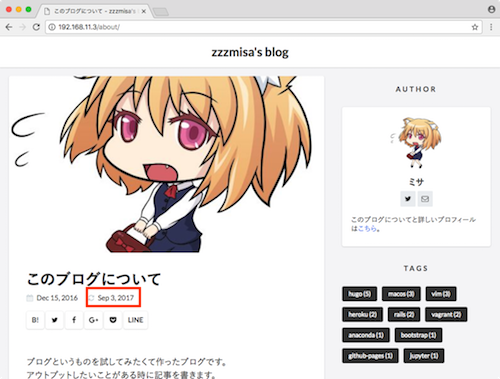 このブログについて - zzzmisa's b
192.168.11.3/about/
zzzmisa's blog
このブログについて
Dec 15, 2016 Sep 3, 2017
B! G+ LINE
ブログというものを試してみたくて作ったブログです。
アウトプットしたいことがある時に記事を書きます。
AUTHOR
ミサ
このブログについてと詳しいプロフィール
はこちら。
TAGS
hugo (5) macos (3) vim (3)
heroku (2) rails (2) vagrant (2)
anaconda (1) bootstrap (1)
github-pages (1) jupyter (1)